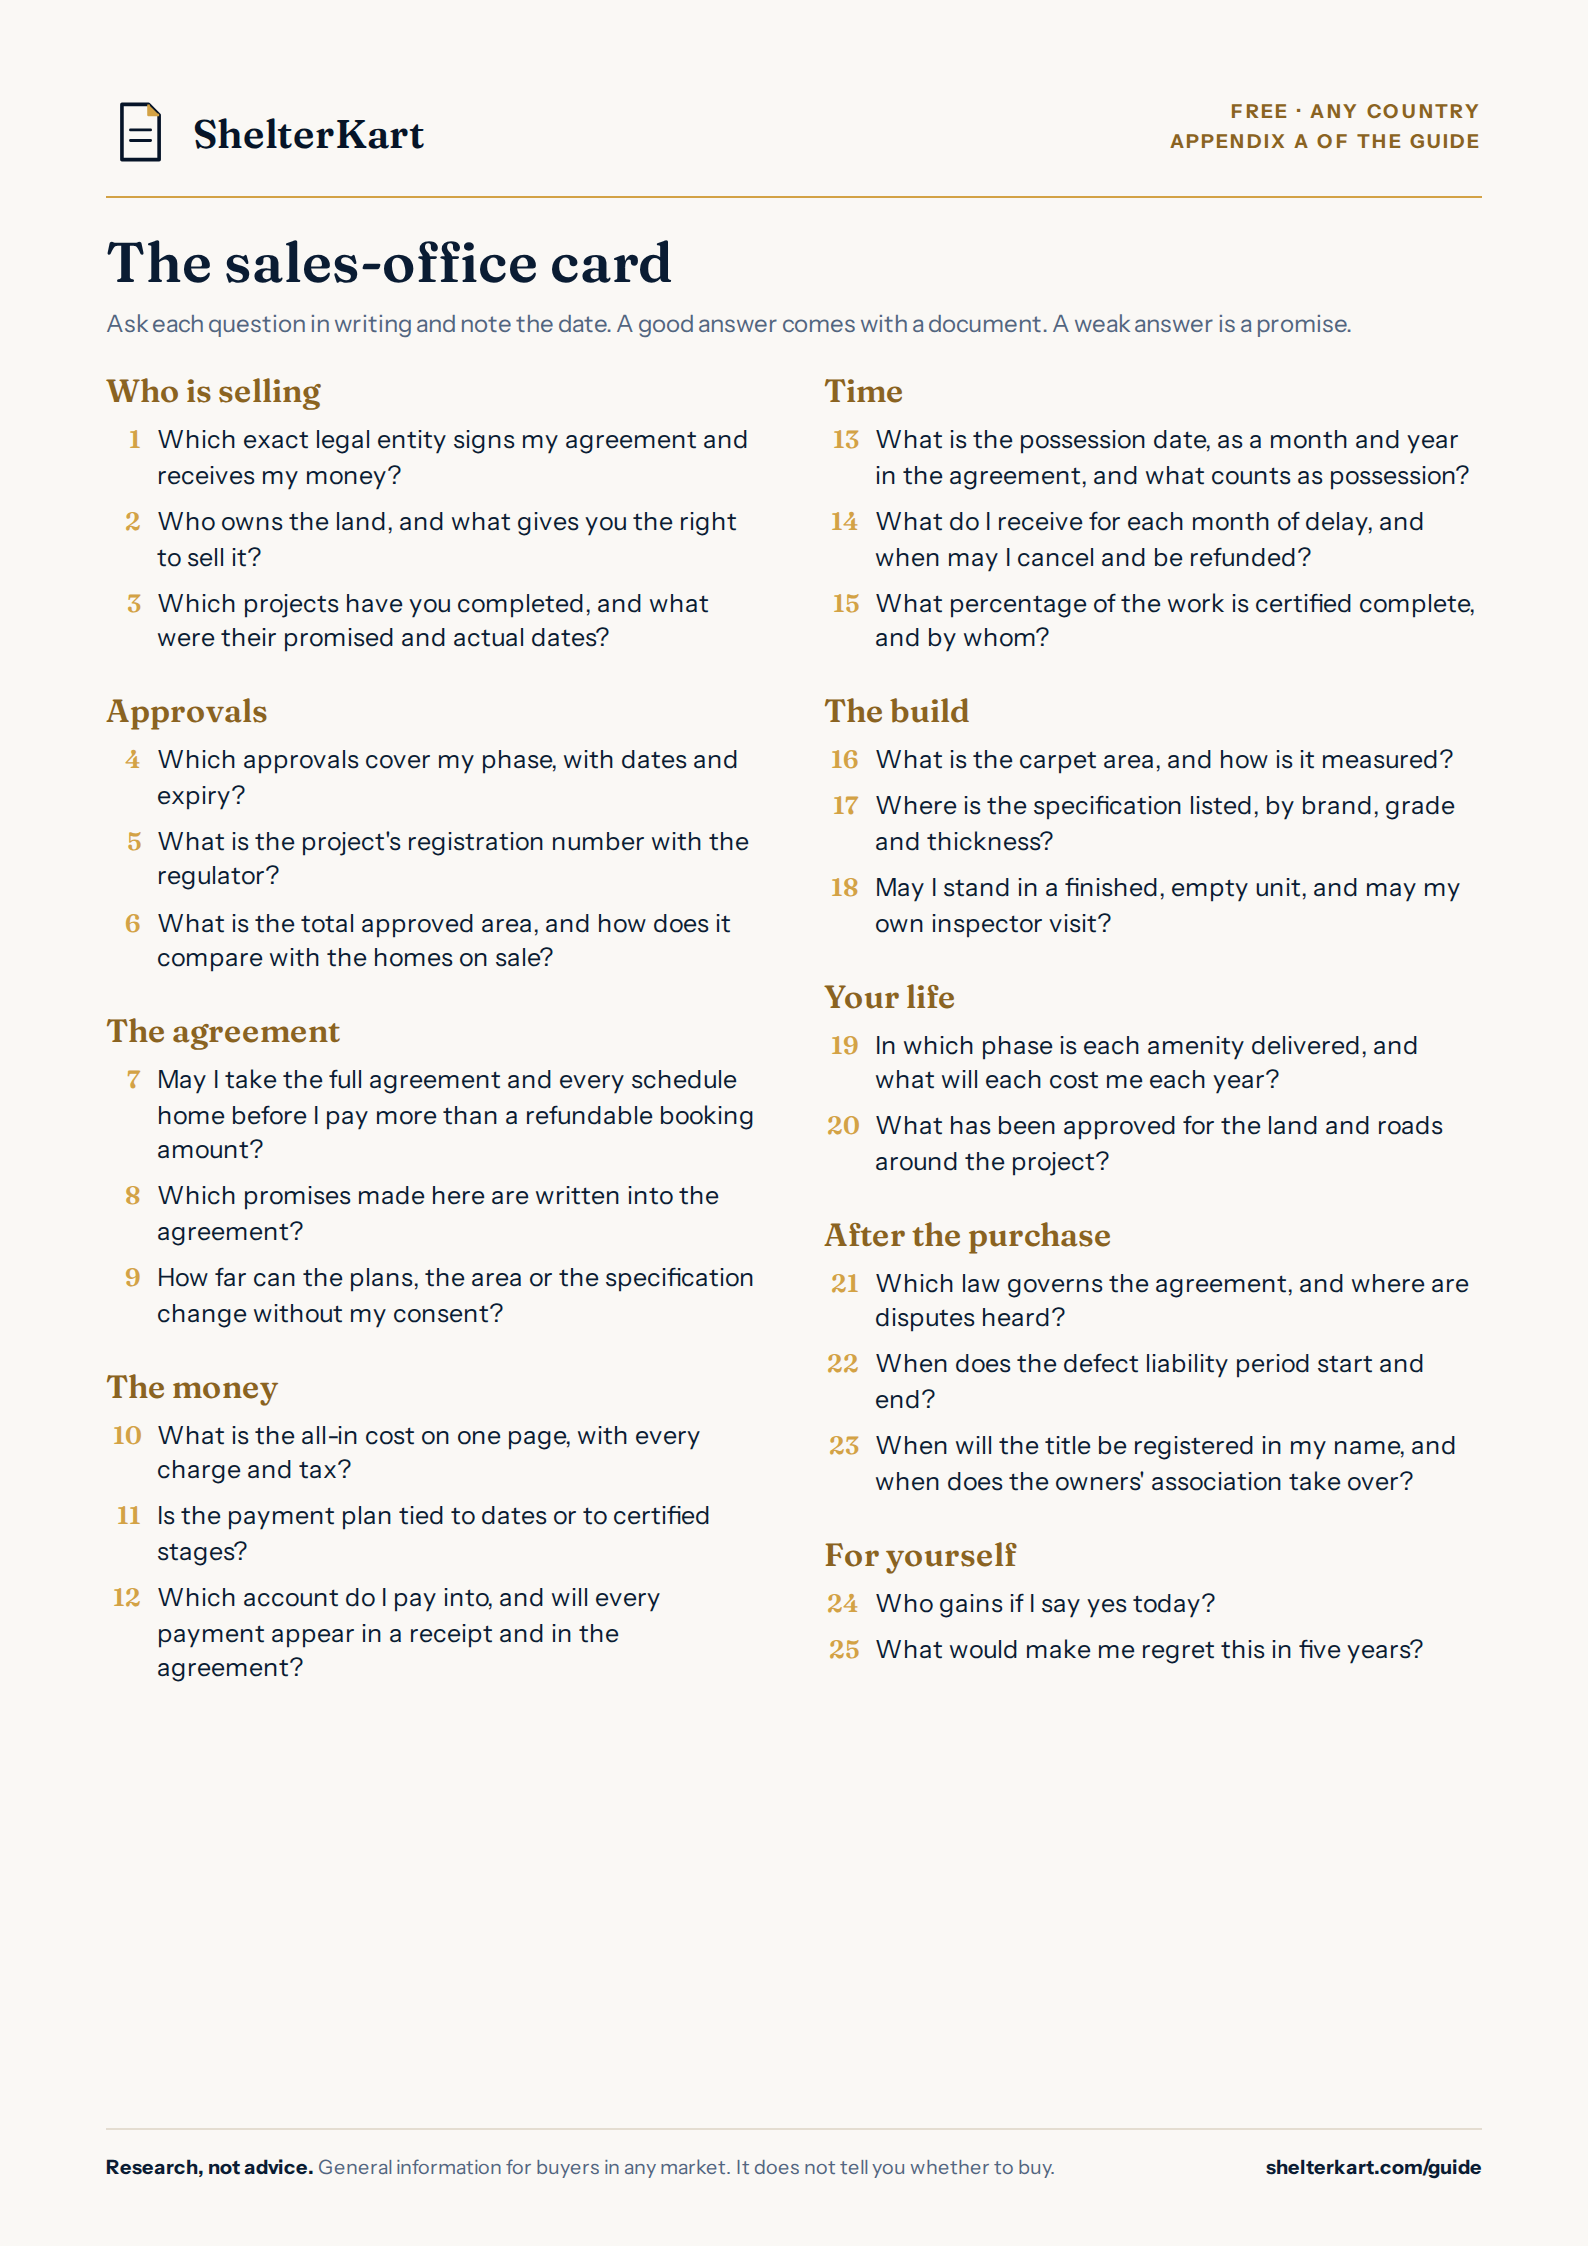 ShelterKart
FREE · ANY COUNTRY
APPENDIX A OF THE GUIDE
The sales-office card
Ask each question in writing and note the date. A good answer comes with a document. A weak answer is a promise.
Who is selling
1 Which exact legal entity signs my agreement and
receives my money?
2 Who owns the land, and what gives you the right
to sell it?
3 Which projects have you completed, and what
were their promised and actual dates?
Approvals
4 Which approvals cover my phase, with dates and
expiry?
5 What is the project's registration number with the
regulator?
6 What is the total approved area, and how does it
compare with the homes on sale?
The agreement
7 May I take the full agreement and every schedule
home before I pay more than a refundable booking
amount?
8 Which promises made here are written into the
agreement?
9 How far can the plans, the area or the specification
change without my consent?
The money
10 What is the all-in cost on one page, with every
charge and tax?
11 Is the payment plan tied to dates or to certified
stages?
12 Which account do I pay into, and will every
payment appear in a receipt and in the
agreement?
Time
13 What is the possession date, as a month and year
in the agreement, and what counts as possession?
14 What do I receive for each month of delay, and
when may I cancel and be refunded?
15 What percentage of the work is certified complete,
and by whom?
The build
16 What is the carpet area, and how is it measured?
17 Where is the specification listed, by brand, grade
and thickness?
18 May I stand in a finished, empty unit, and may my
own inspector visit?
Your life
19 In which phase is each amenity delivered, and
what will each cost me each year?
20 What has been approved for the land and roads
around the project?
After the purchase
21 Which law governs the agreement, and where are
disputes heard?
22 When does the defect liability period start and
end?
23 When will the title be registered in my name, and
when does the owners' association take over?
For yourself
24 Who gains if I say yes today?
25 What would make me regret this in five years?
Research, not advice. General information for buyers in any market. It does not tell you whether to buy.
shelterkart.com/guide